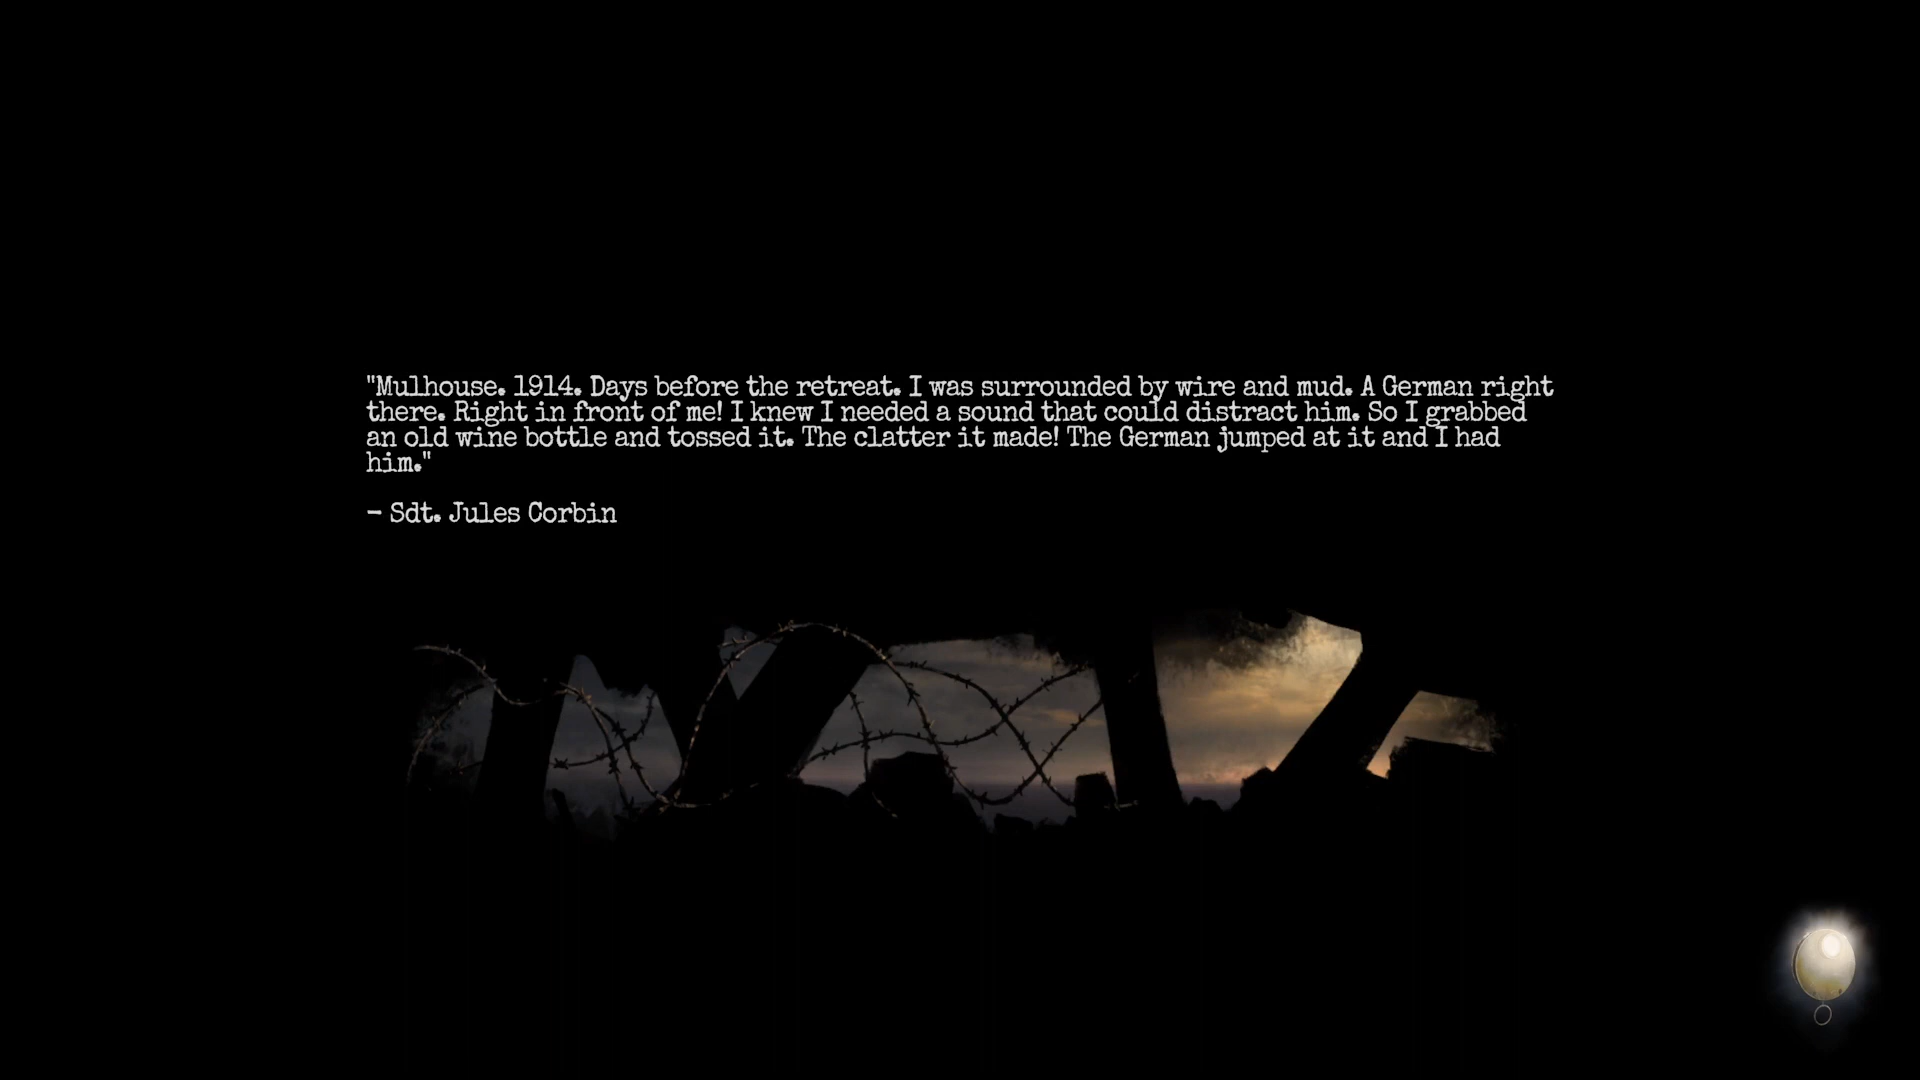 "Mulhouse. 1914. Days before the retreat. I was surrounded by wire and mud. A German right
there. Right in front of me! I knew I needed a sound that could distract him. So I grabbed
an old wine bottle and tossed it. The clatter it made! The German jumped at it and I had
him."
- Sdt. Jules Corbin